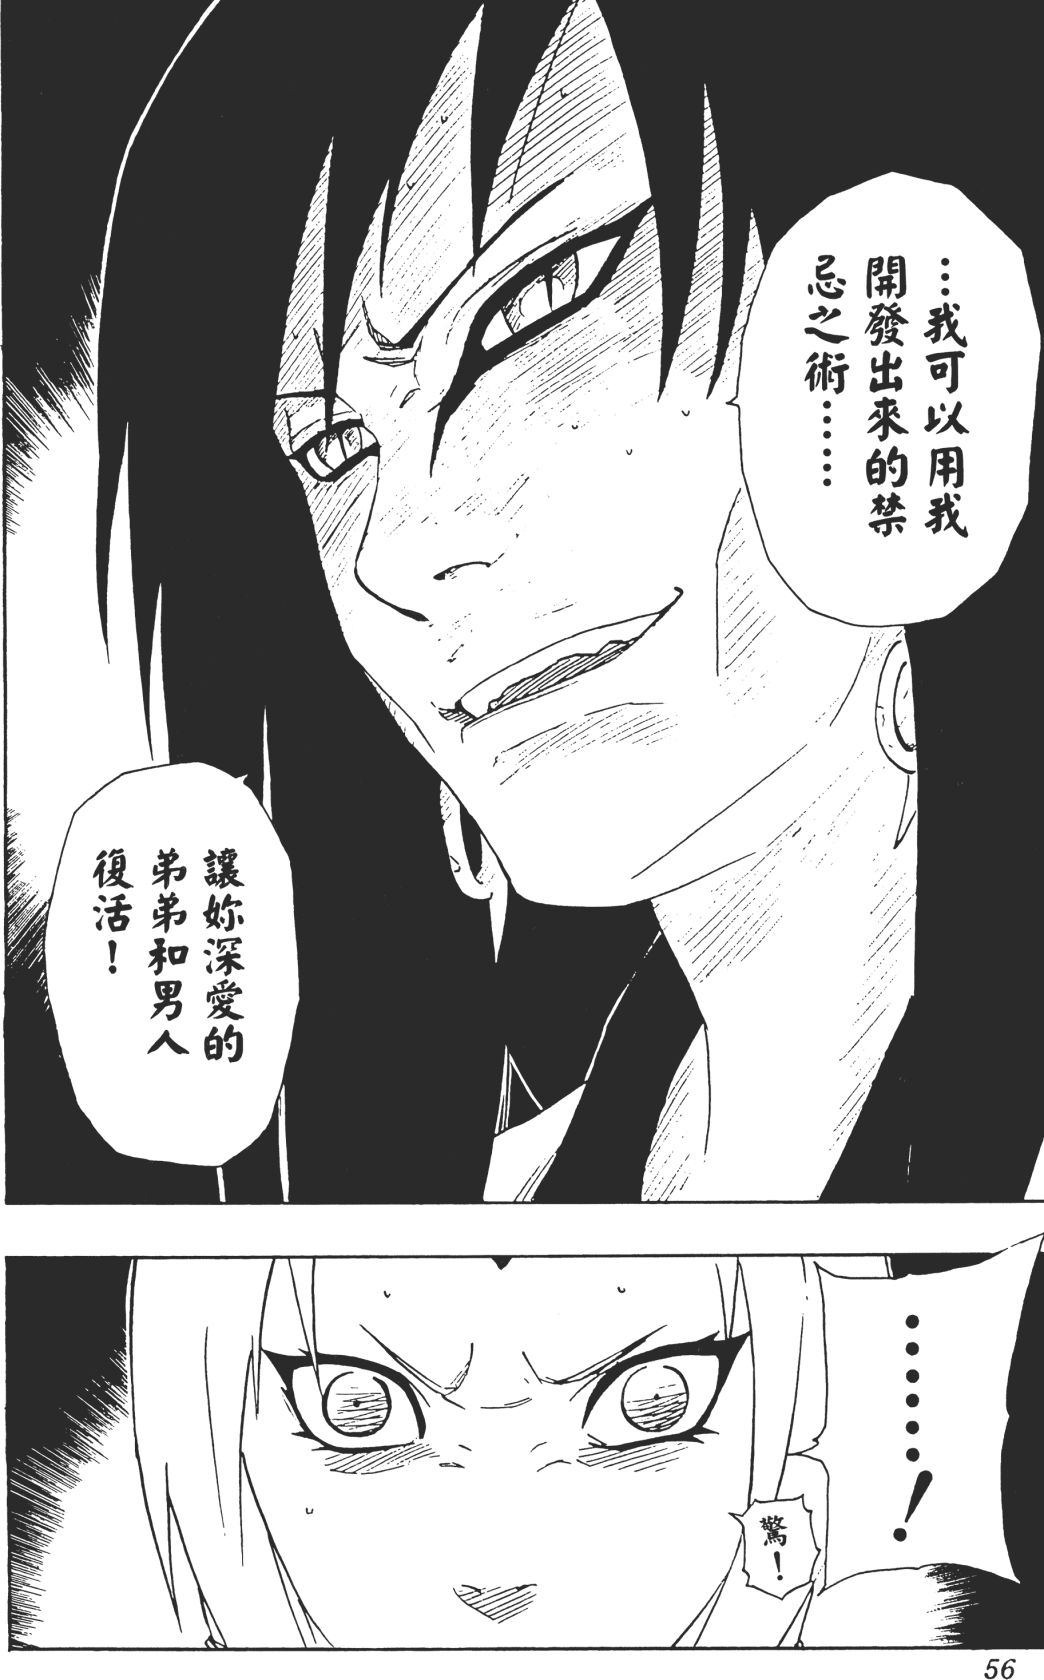 …我可以用我
開發出來的禁
忌之術……
讓妳深愛的
弟弟和男人
復活！
……！
驚！
56